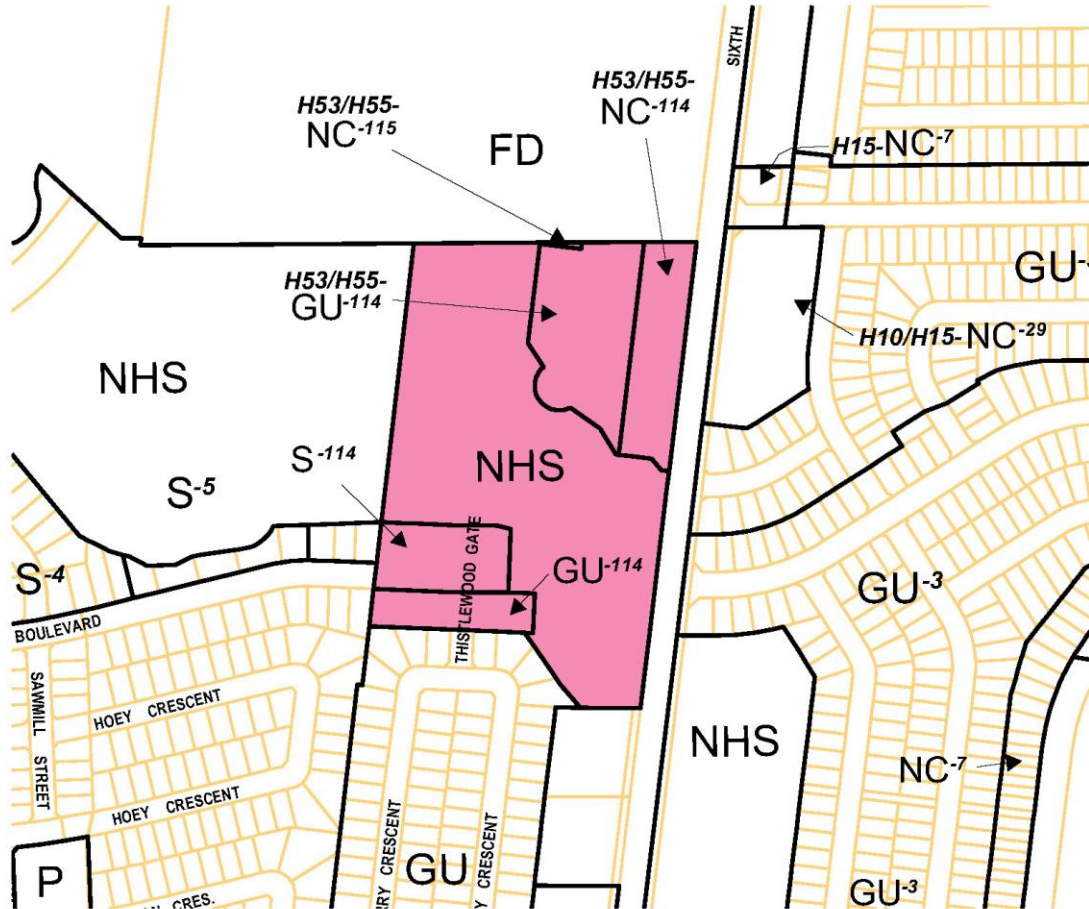 SIXTH
H53/H55-
NC-115
H53/H55-
NC-114
FD
H15-NC-7
H53/H55-
GU-114
GU-
H10/H15-NC-29
NHS
S-114
NHS
S-5
THISTLEWOOD GATE
GU-114
S-4
GU-3
BOULEVARD
SAWMILL STREET
HOEY CRESCENT
NHS
NC-7
HOEY CRESCENT
CRESCENT
CRESCENT
P
GU
GU-3
CRES.